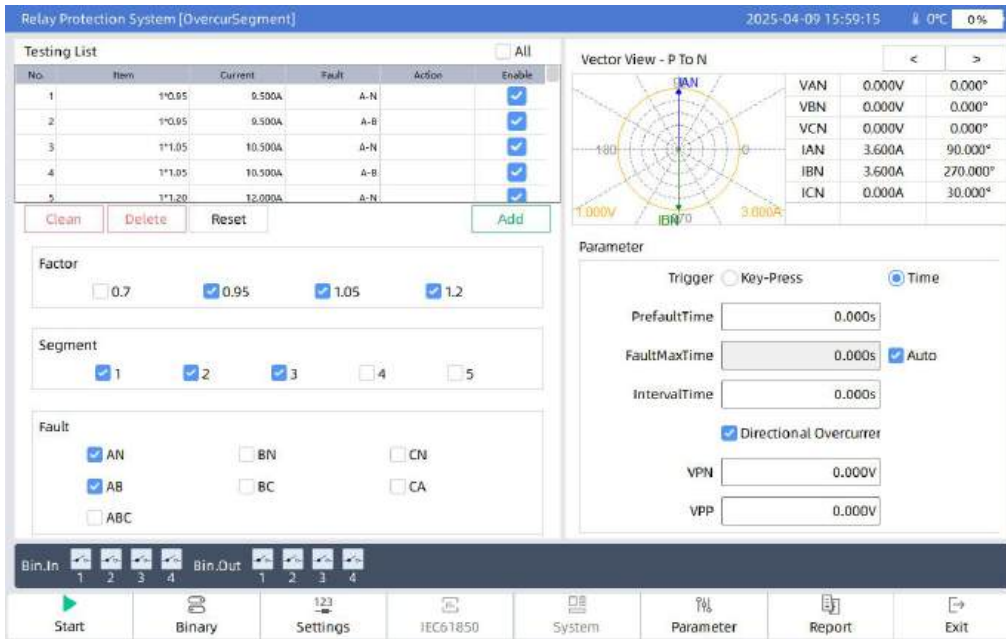 Relay Protection System [OvercurSegment] 2025-04-09 15:59:15 0℃ 0%
Testing List All
No. Item Current Fault Action Enable
1 1*0.95 9.500A A-N
2 1*0.95 9.500A A-B
3 1*1.05 10.500A A-N
4 1*1.05 10.500A A-B
5 1*1.20 12.000A A-N
Clean Delete Reset Add
Factor
0.7 0.95 1.05 1.2
Segment
1 2 3 4 5
Fault
AN BN CN
AB BC CA
ABC
Vector View - P To N < >
IAN
180 0
1.000V IBN 270 3.600A
VAN 0.000V 0.000°
VBN 0.000V 0.000°
VCN 0.000V 0.000°
IAN 3.600A 90.000°
IBN 3.600A 270.000°
ICN 0.000A 30.000°
Parameter
Trigger Key-Press Time
PrefaultTime 0.000s
FaultMaxTime 0.000s Auto
IntervalTime 0.000s
Directional Overcurrer
VPN 0.000V
VPP 0.000V
Bin.In 1 2 3 4 Bin.Out 1 2 3 4
Start Binary 123 Settings IEC61850 System Parameter Report Exit